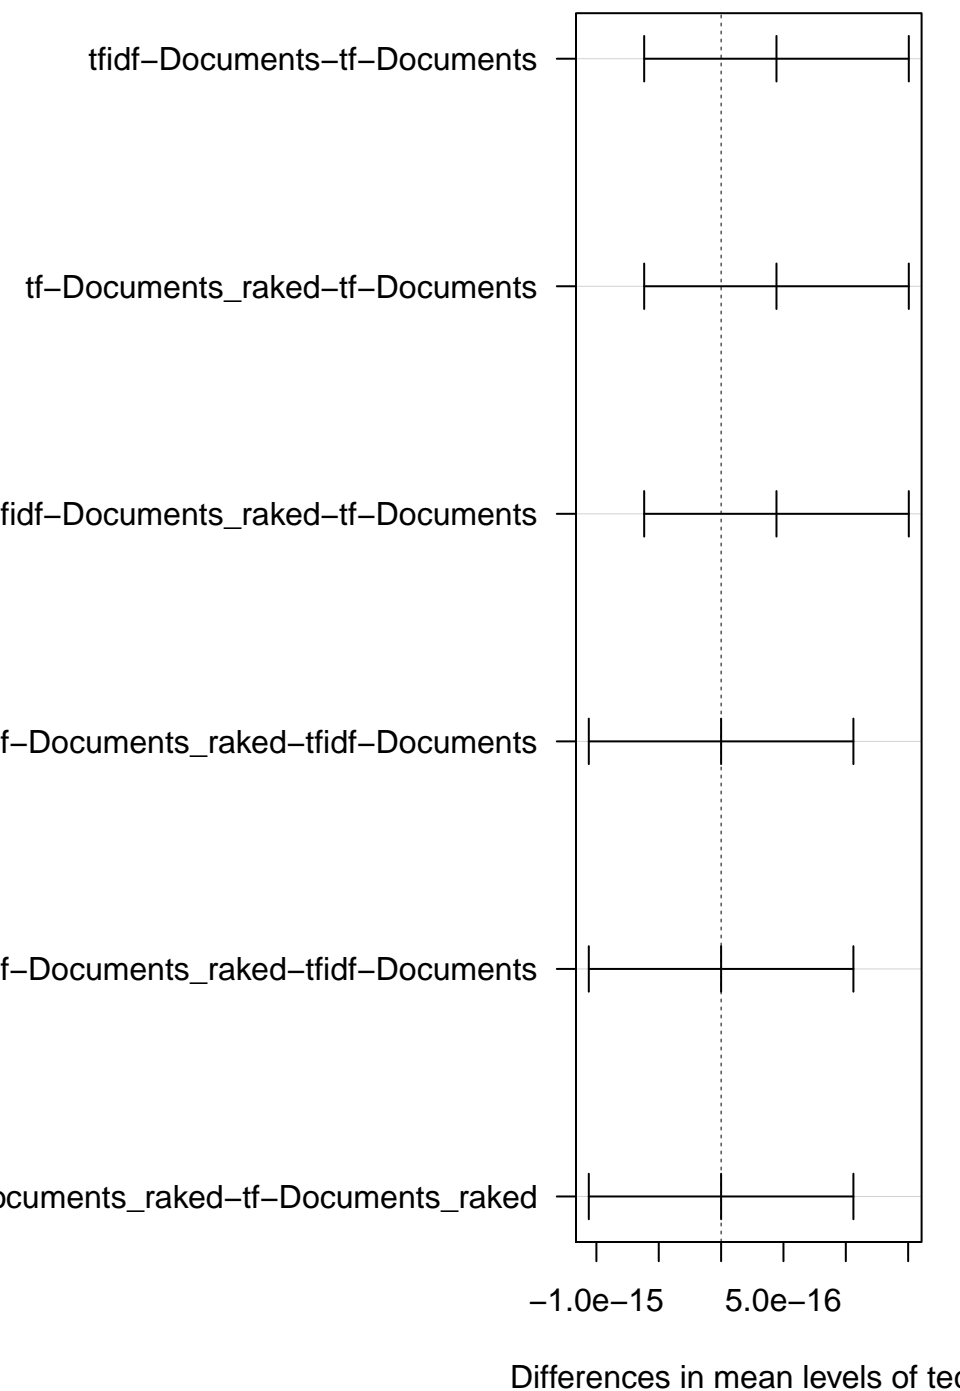 tfidf−Documents−tf−Documents
tf−Documents_raked−tf−Documents
fidf−Documents_raked−tf−Documents
f−Documents_raked−tfidf−Documents
f−Documents_raked−tfidf−Documents
ocuments_raked−tf−Documents_raked
−1.0e−15 5.0e−16
Differences in mean levels of tec